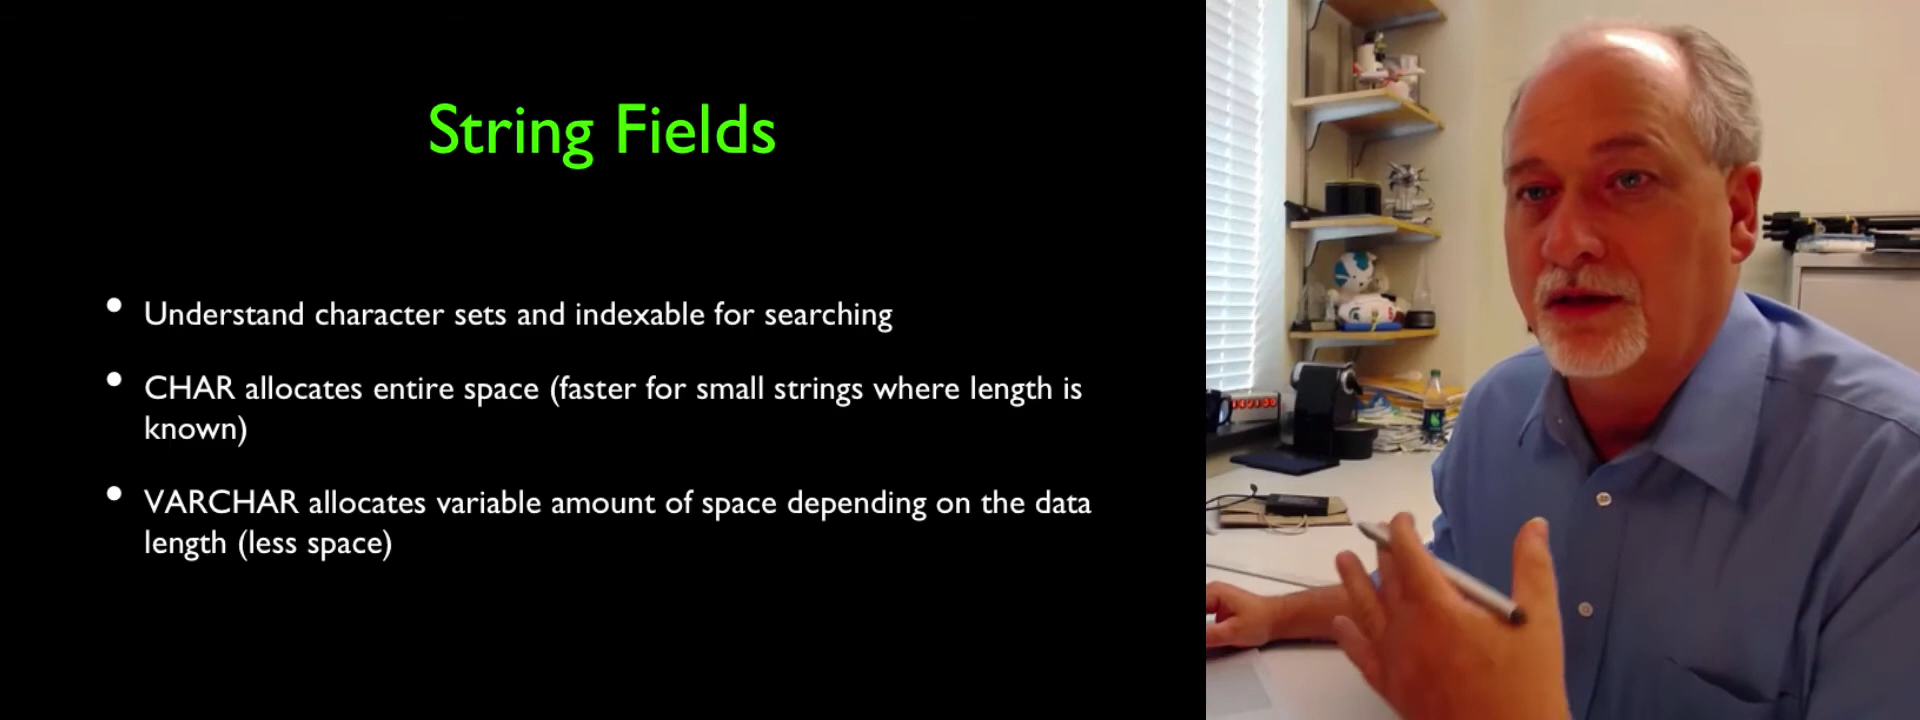 String Fields
Understand character sets and indexable for searching
CHAR allocates entire space (faster for small strings where length is
known)
VARCHAR allocates variable amount of space depending on the data
length (less space)